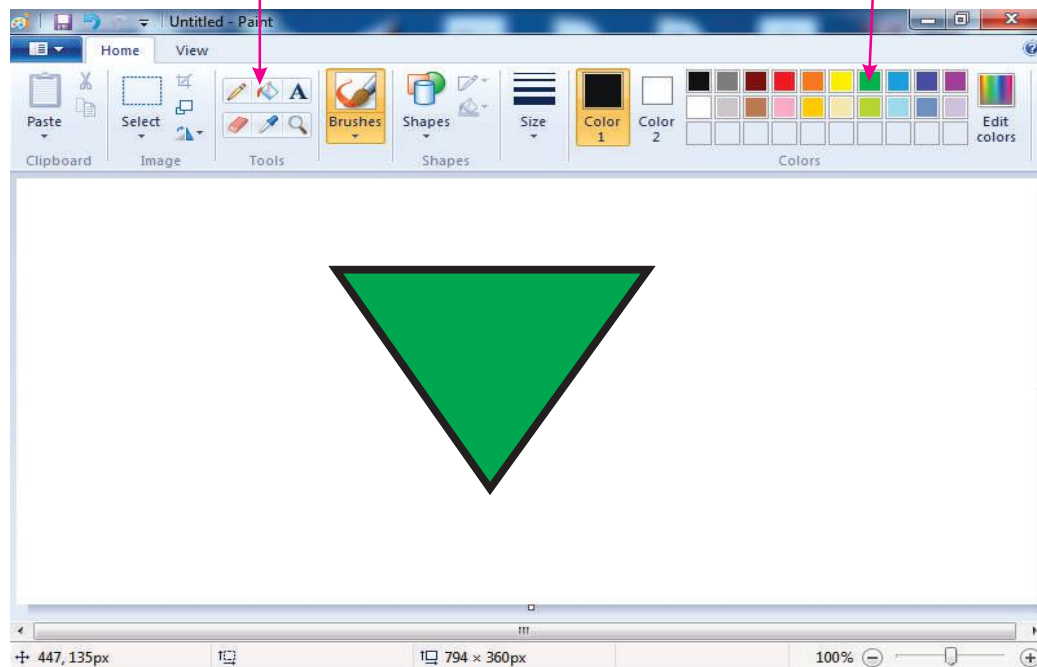 Untitled - Paint
Home View
A
Paste Select Brushes Shapes Size Color 1 Color 2 Edit colors
Clipboard Image Tools Shapes Colors
447, 135px 794 × 360px 100%